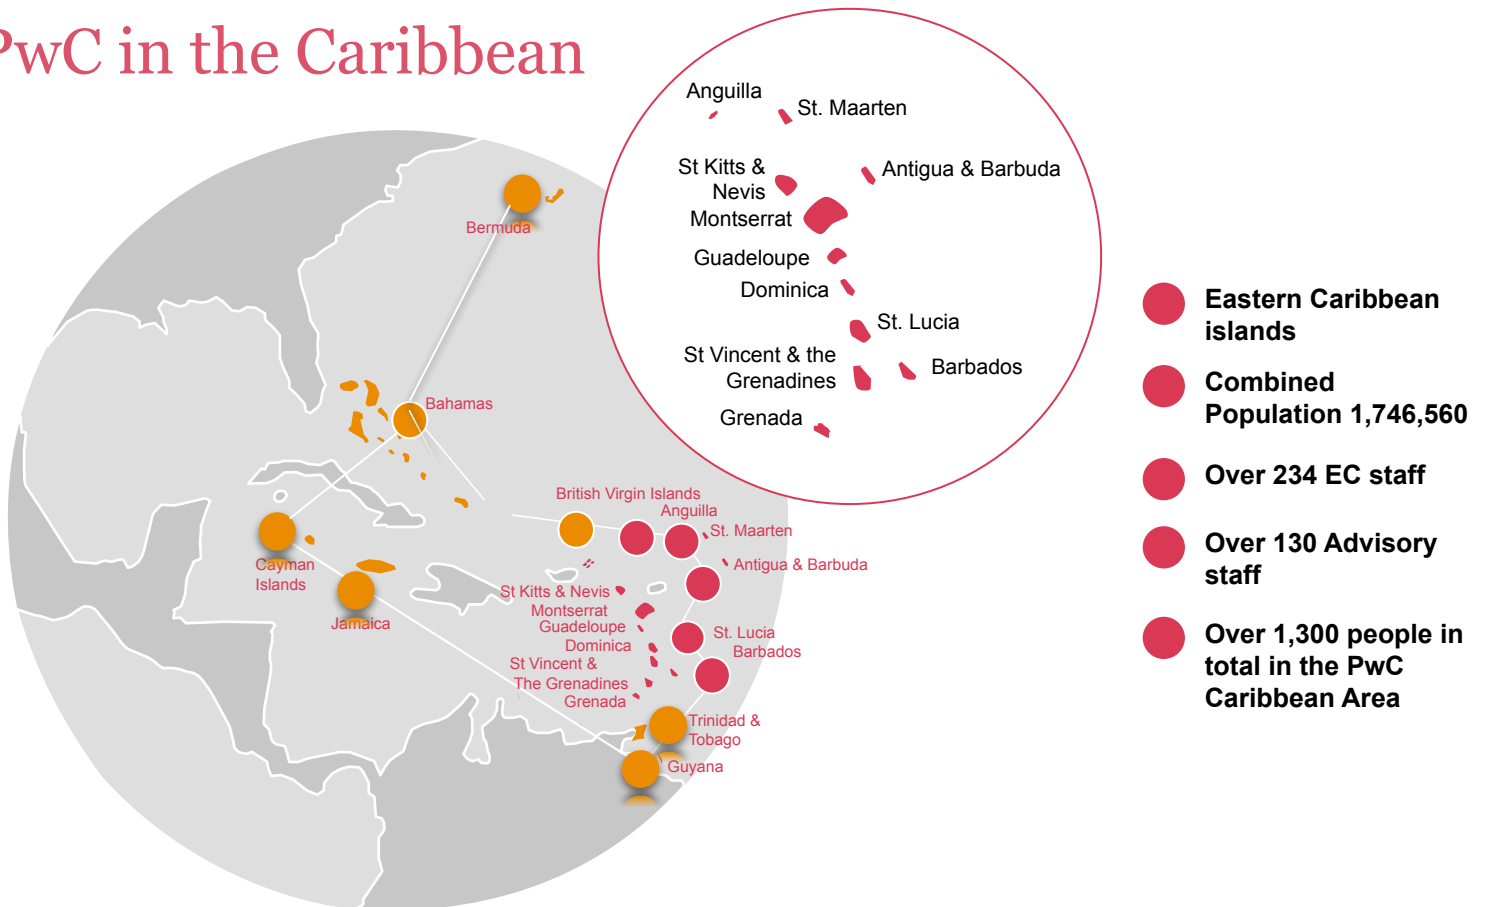 PwC in the Caribbean
Anguilla
St. Maarten
St Kitts &
Nevis
Antigua & Barbuda
Montserrat
Guadeloupe
Dominica
St. Lucia
St Vincent & the
Grenadines
Barbados
Grenada
Bermuda
Bahamas
British Virgin Islands
Anguilla
St. Maarten
Cayman
Islands
Antigua & Barbuda
St Kitts & Nevis
Montserrat
Jamaica
Guadeloupe
St. Lucia
Dominica
Barbados
St Vincent &
The Grenadines
Grenada
Trinidad &
Tobago
Guyana
Eastern Caribbean
islands
Combined
Population 1,746,560
Over 234 EC staff
Over 130 Advisory
staff
Over 1,300 people in
total in the PwC
Caribbean Area